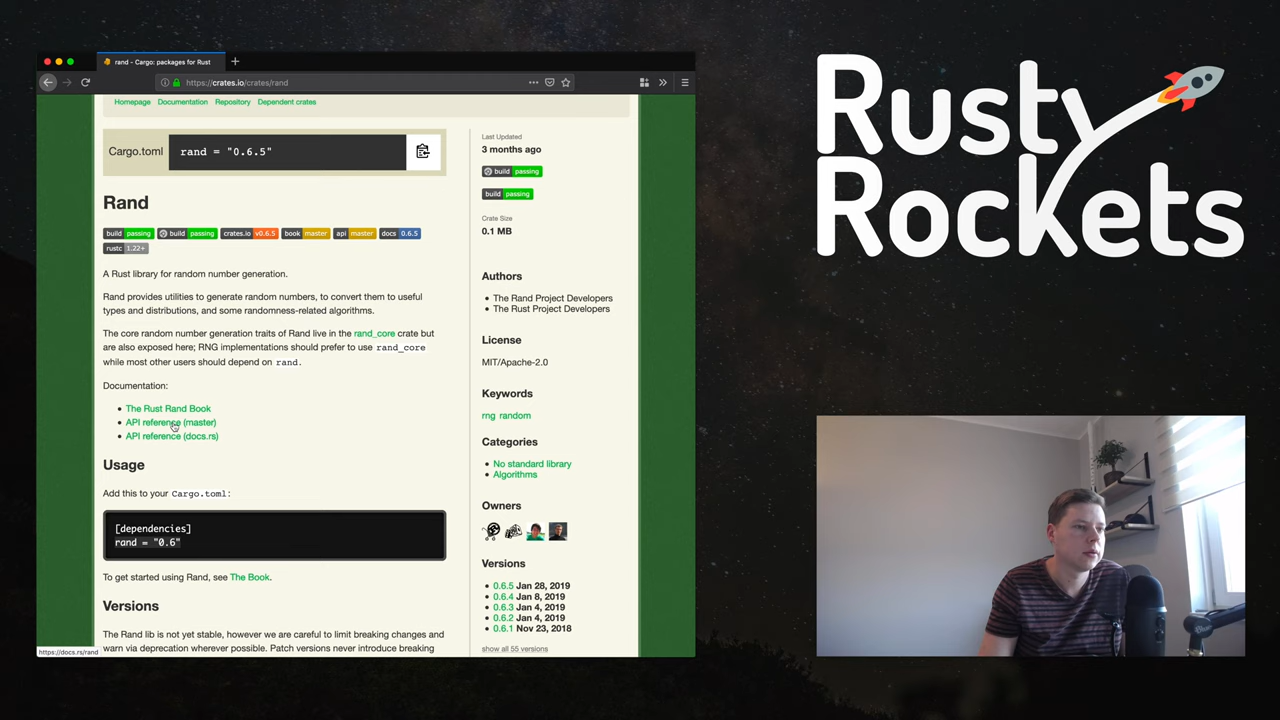 rand - Cargo: packages for Rust
https://crates.io/crates/rand
Homepage Documentation Repository Dependent crates
Cargo.toml rand = "0.6.5"
Rand
build passing build passing crates.io v0.6.5 book master api master docs 0.6.5
rustc 1.22+
A Rust library for random number generation.
Rand provides utilities to generate random numbers, to convert them to useful
types and distributions, and some randomness-related algorithms.
The core random number generation traits of Rand live in the rand_core crate but
are also exposed here; RNG implementations should prefer to use rand_core
while most other users should depend on rand.
Documentation:
The Rust Rand Book
API reference (master)
API reference (docs.rs)
Usage
Add this to your Cargo.toml:
[dependencies]
rand = "0.6"
To get started using Rand, see The Book.
Versions
The Rand lib is not yet stable, however we are careful to limit breaking changes and
warn via deprecation wherever possible. Patch versions never introduce breaking
https://docs.rs/rand
Last Updated
3 months ago
build passing
build passing
Crate Size
0.1 MB
Authors
The Rand Project Developers
The Rust Project Developers
License
MIT/Apache-2.0
Keywords
rng random
Categories
No standard library
Algorithms
Owners
Versions
0.6.5 Jan 28, 2019
0.6.4 Jan 8, 2019
0.6.3 Jan 4, 2019
0.6.2 Jan 4, 2019
0.6.1 Nov 23, 2018
show all 55 versions
Rusty
Rockets